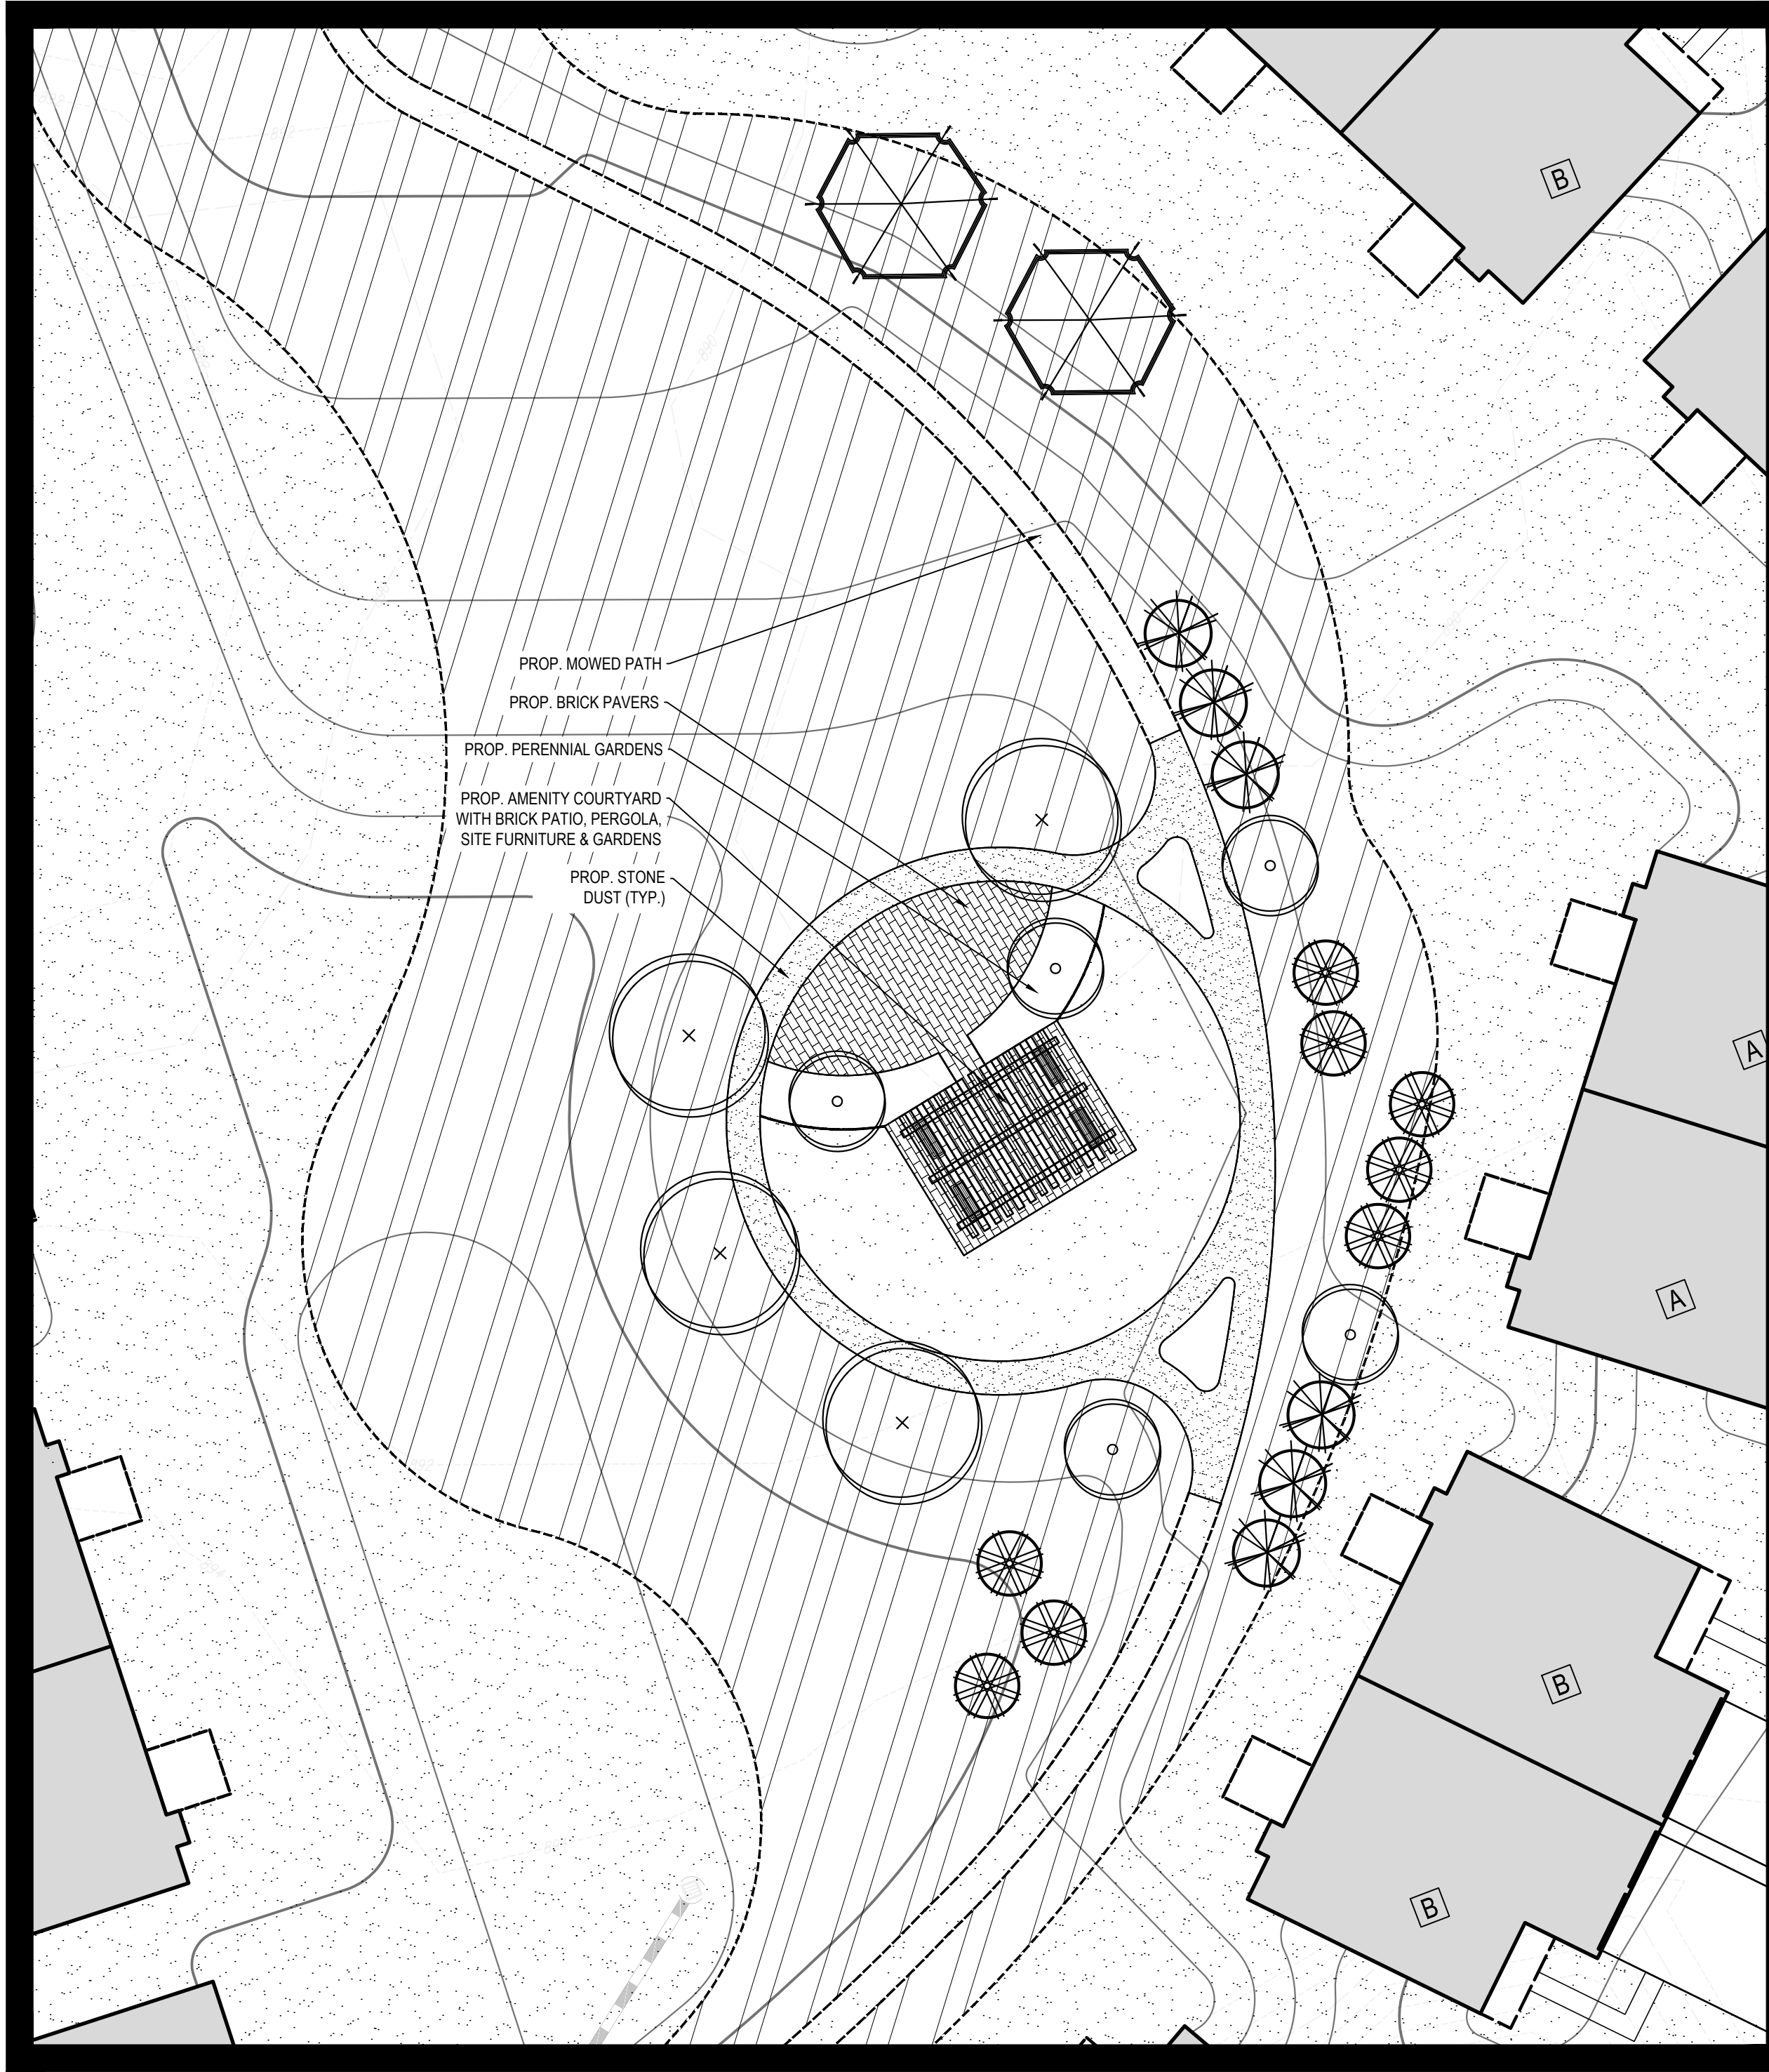 B
PROP. MOWED PATH
PROP. BRICK PAVERS
PROP. PERENNIAL GARDENS
PROP. AMENITY COURTYARD
WITH BRICK PATIO, PERGOLA,
SITE FURNITURE & GARDENS
PROP. STONE
DUST (TYP.)
A
A
B
B